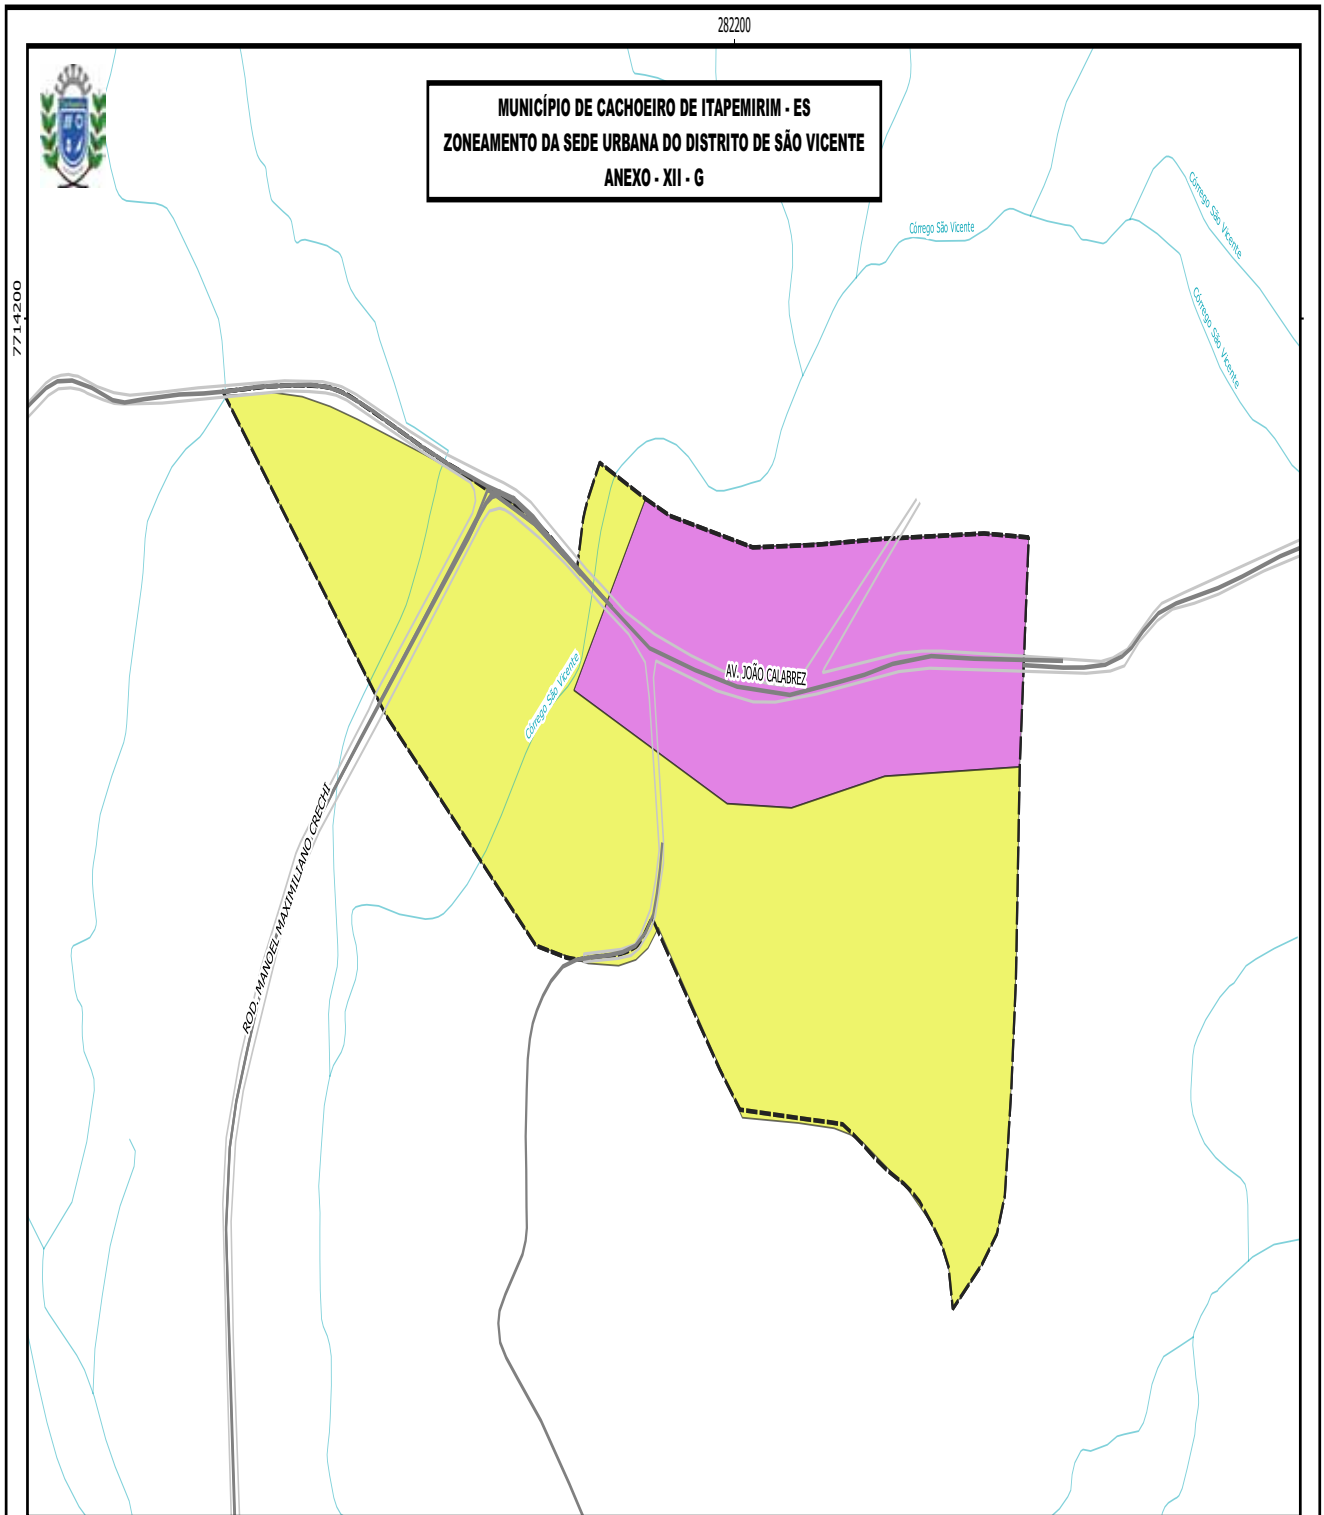 282200
MUNICÍPIO DE CACHOEIRO DE ITAPEMIRIM - ES
ZONEAMENTO DA SEDE URBANA DO DISTRITO DE SÃO VICENTE
ANEXO - XII - G
Córrego São Vicente
Córrego São Vicente
Córrego São Vicente
7714200
AV. JOÃO CALABREZ
Córrego São Vicente
ROD., MANOEL MAXIMILIANO CRECHI